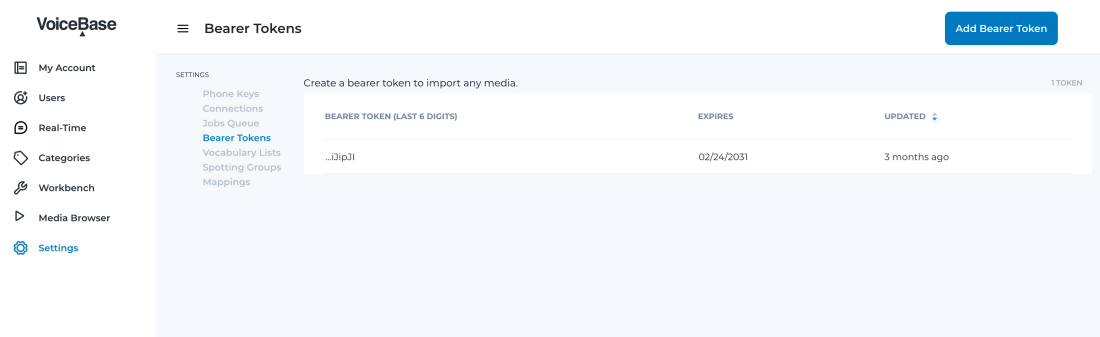 VoiceBase
Bearer Tokens
Add Bearer Token
My Account
Users
Real-Time
Categories
Workbench
Media Browser
Settings
SETTINGS
Phone Keys
Connections
Jobs Queue
Bearer Tokens
Vocabulary Lists
Spotting Groups
Mappings
Create a bearer token to import any media.
1 TOKEN
BEARER TOKEN (LAST 6 DIGITS) EXPIRES UPDATED
...iJipJI 02/24/2031 3 months ago